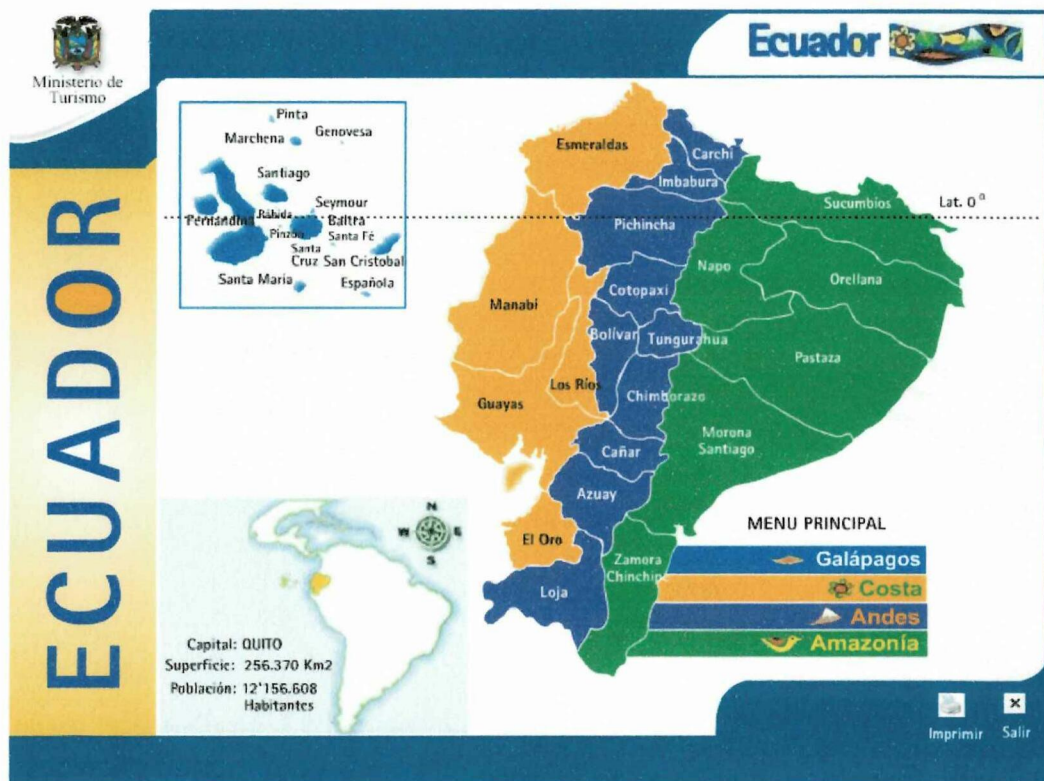 Ministerio de
Turismo
Ecuador
ECUADOR
Pinta
Marchena
Genovesa
Santiago
Seymour
Fernandina
Rábida
Baltra
Pinzón
Santa Fé
Santa
Cruz
San Cristobal
Santa María
Española
Esmeraldas
Carchi
Imbabura
Sucumbios
Lat. 0°
Pichincha
Napo
Orellana
Cotopaxi
Manabí
Bolívar
Tungurahua
Pastaza
Los Ríos
Guayas
Chimborazo
Morona
Santiago
Cañar
Azuay
El Oro
Zamora
Chinchipe
Loja
N
W
E
S
Capital: QUITO
Superficie: 256.370 Km2
Población: 12'156.608
Habitantes
MENU PRINCIPAL
Galápagos
Costa
Andes
Amazonía
Imprimir
Salir